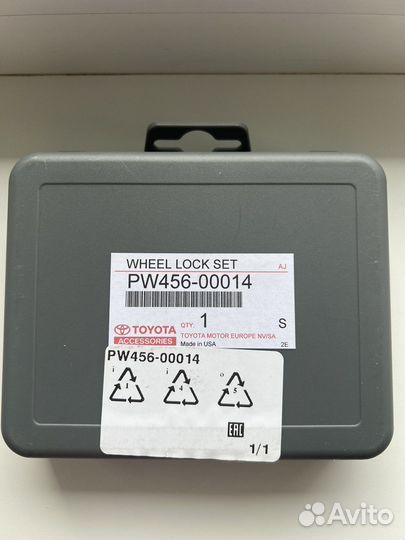 WHEEL LOCK SET AJ
PW456-00014
TOYOTA QTY. 1 S
ACCESSORIES TOYOTA MOTOR EUROPE NV/SA
Made in USA 2E
PW456-00014
i i o
1 4 5
EAC
1/1
Avito